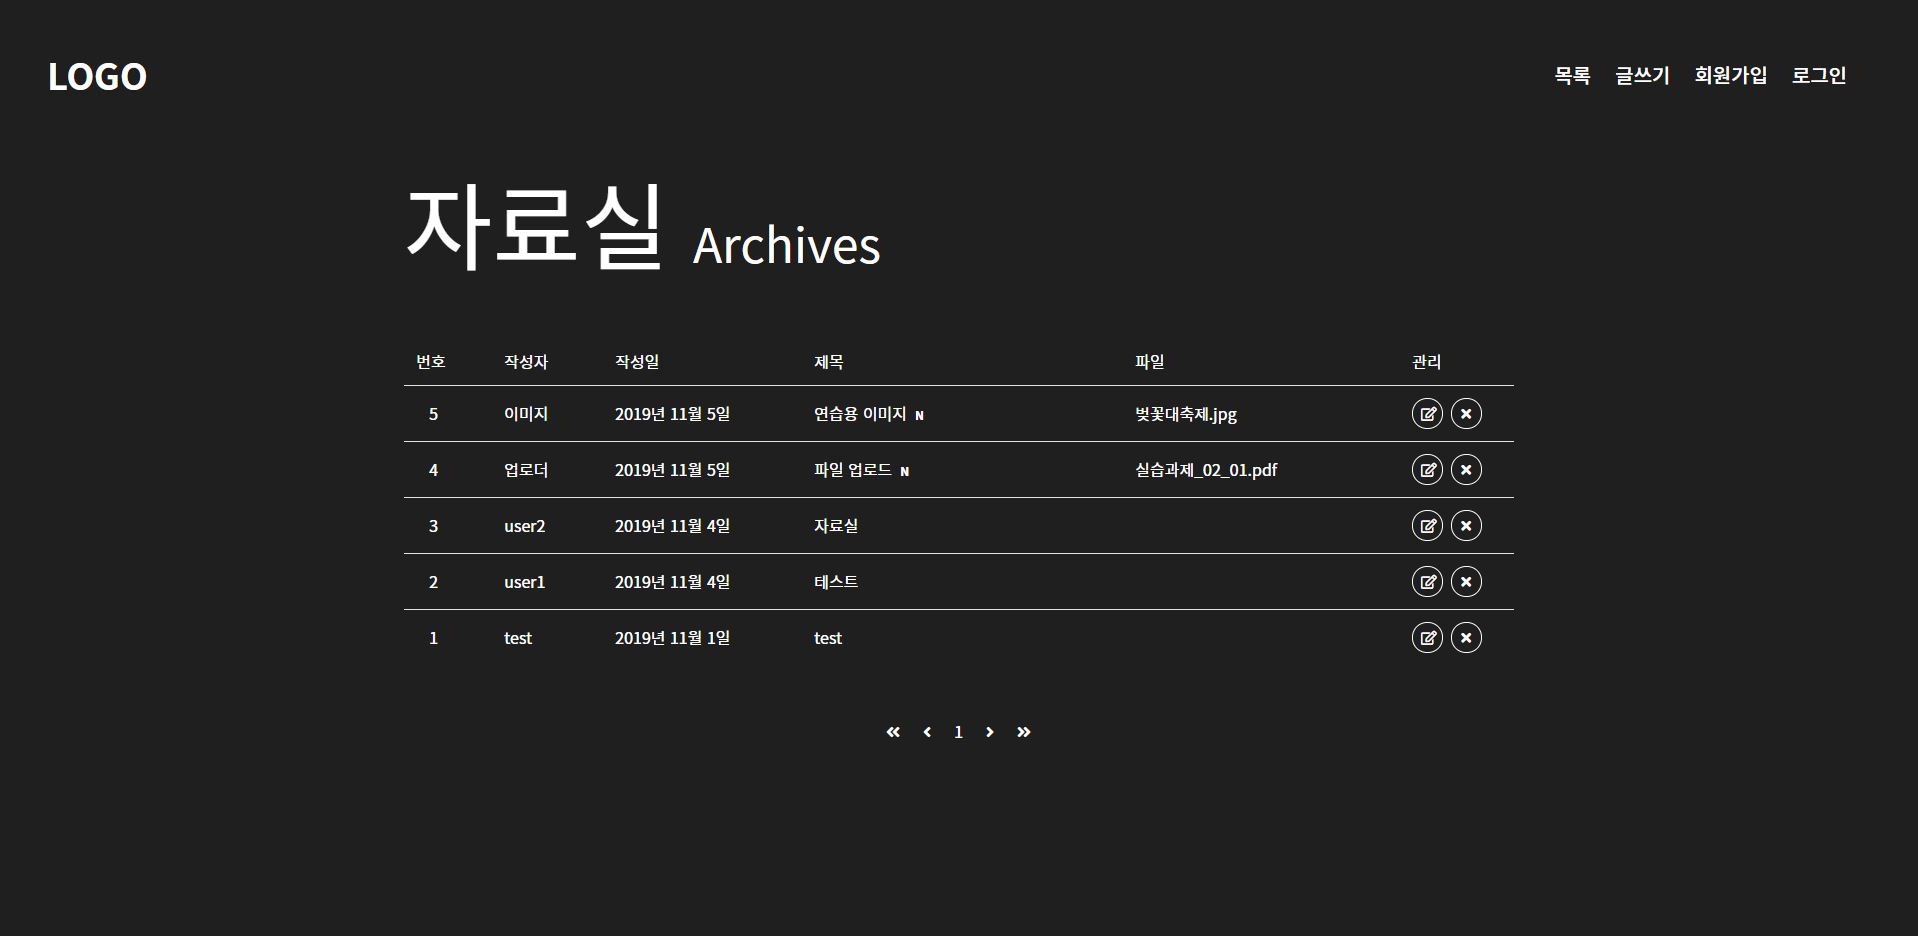 LOGO 목록 글쓰기 회원가입 로그인
자료실 Archives
번호 작성자 작성일 제목 파일 관리
5 이미지 2019년 11월 5일 연습용 이미지 N 벚꽃대축제.jpg
4 업로더 2019년 11월 5일 파일 업로드 N 실습과제_02_01.pdf
3 user2 2019년 11월 4일 자료실
2 user1 2019년 11월 4일 테스트
1 test 2019년 11월 1일 test
« ‹ 1 › »